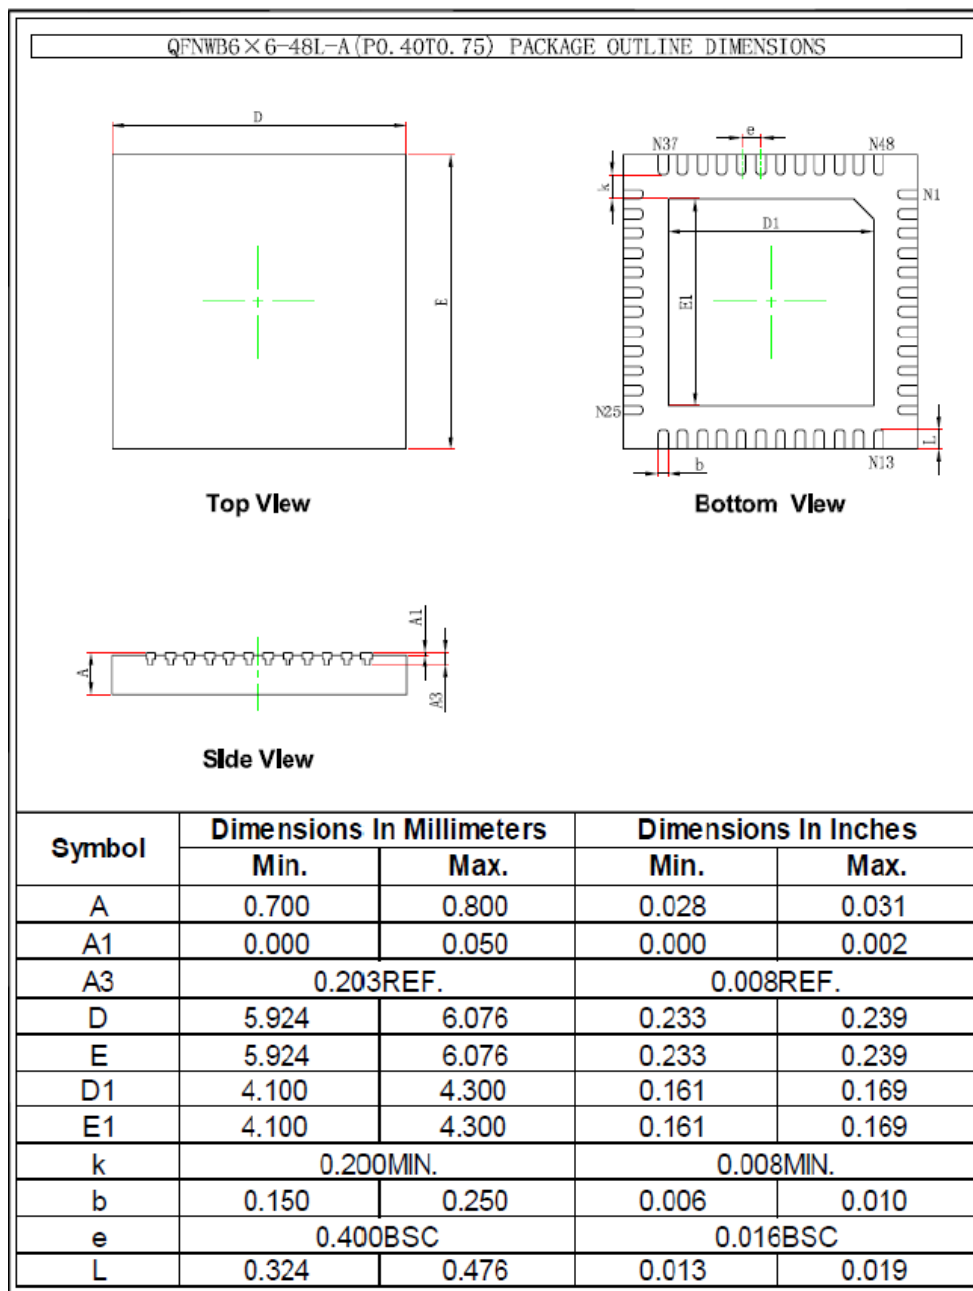 QFNWB6×6-48L-A(P0.40T0.75) PACKAGE OUTLINE DIMENSIONS
D
e
N37
N48
k
N1
D1
E
E1
N25
L
b
N13
Top View
Bottom View
A1
A
A3
Side View
Symbol Dimensions In Millimeters Dimensions In Inches
Min. Max. Min. Max.
A 0.700 0.800 0.028 0.031
A1 0.000 0.050 0.000 0.002
A3 0.203REF. 0.008REF.
D 5.924 6.076 0.233 0.239
E 5.924 6.076 0.233 0.239
D1 4.100 4.300 0.161 0.169
E1 4.100 4.300 0.161 0.169
k 0.200MIN. 0.008MIN.
b 0.150 0.250 0.006 0.010
e 0.400BSC 0.016BSC
L 0.324 0.476 0.013 0.019